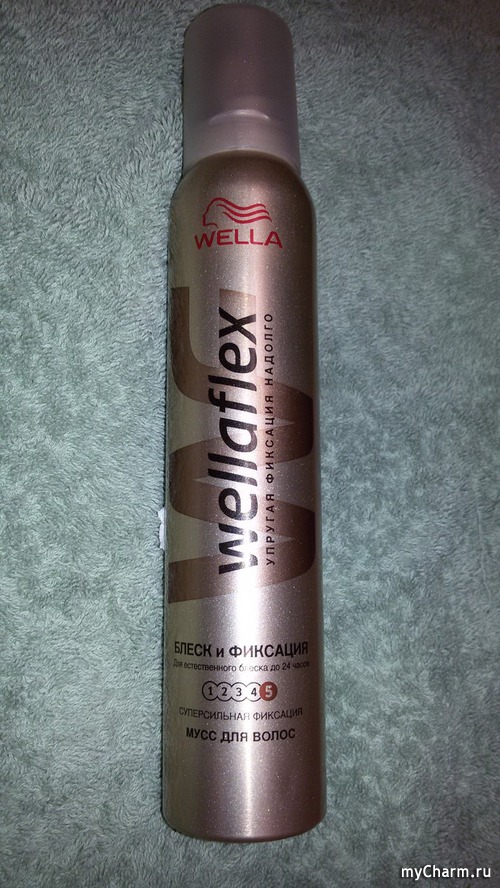 WELLA
wellaflex
УПРУГАЯ ФИКСАЦИЯ НАДОЛГО
БЛЕСК и ФИКСАЦИЯ
Для естественного блеска до 24 часов
1 2 3 4 5
СУПЕРСИЛЬНАЯ ФИКСАЦИЯ
МУСС ДЛЯ ВОЛОС
myCharm.ru